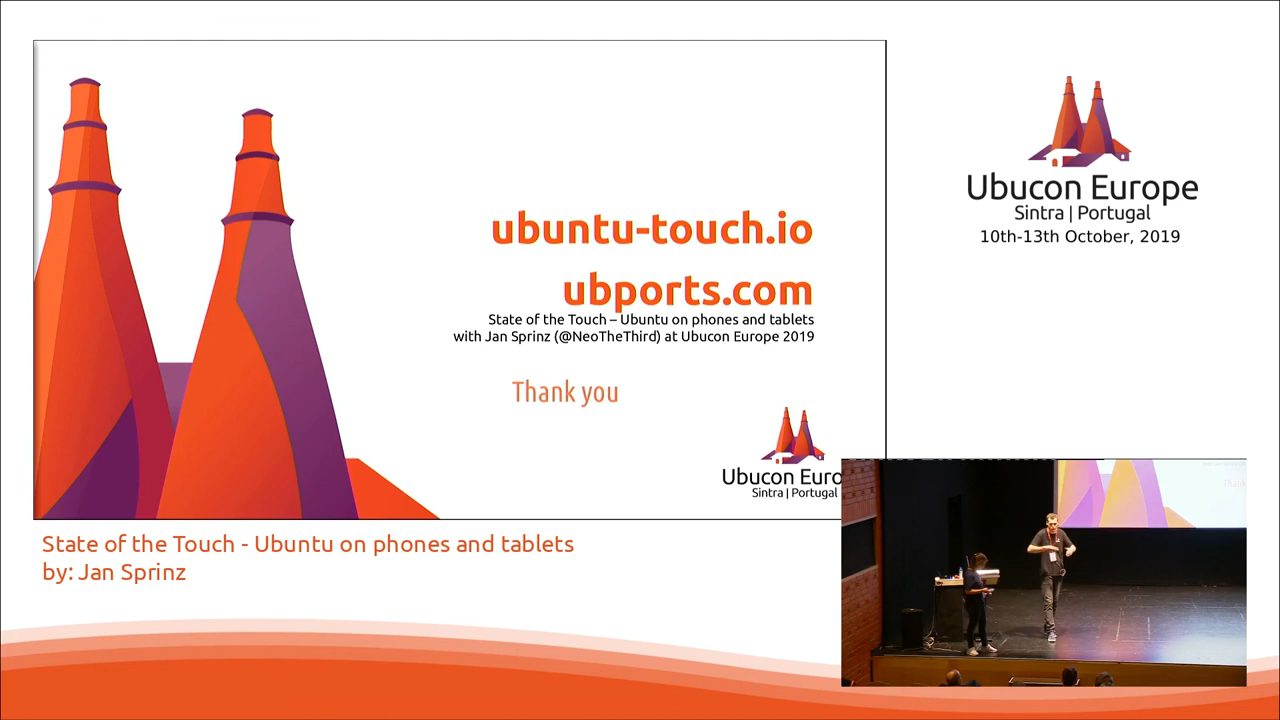 ubuntu-touch.io
ubports.com
State of the Touch – Ubuntu on phones and tablets
with Jan Sprinz (@NeoTheThird) at Ubucon Europe 2019
Thank you
Ubucon Euro
Sintra | Portugal
Ubucon Europe
Sintra | Portugal
10th-13th October, 2019
State of the Touch - Ubuntu on phones and tablets
by: Jan Sprinz
Thank